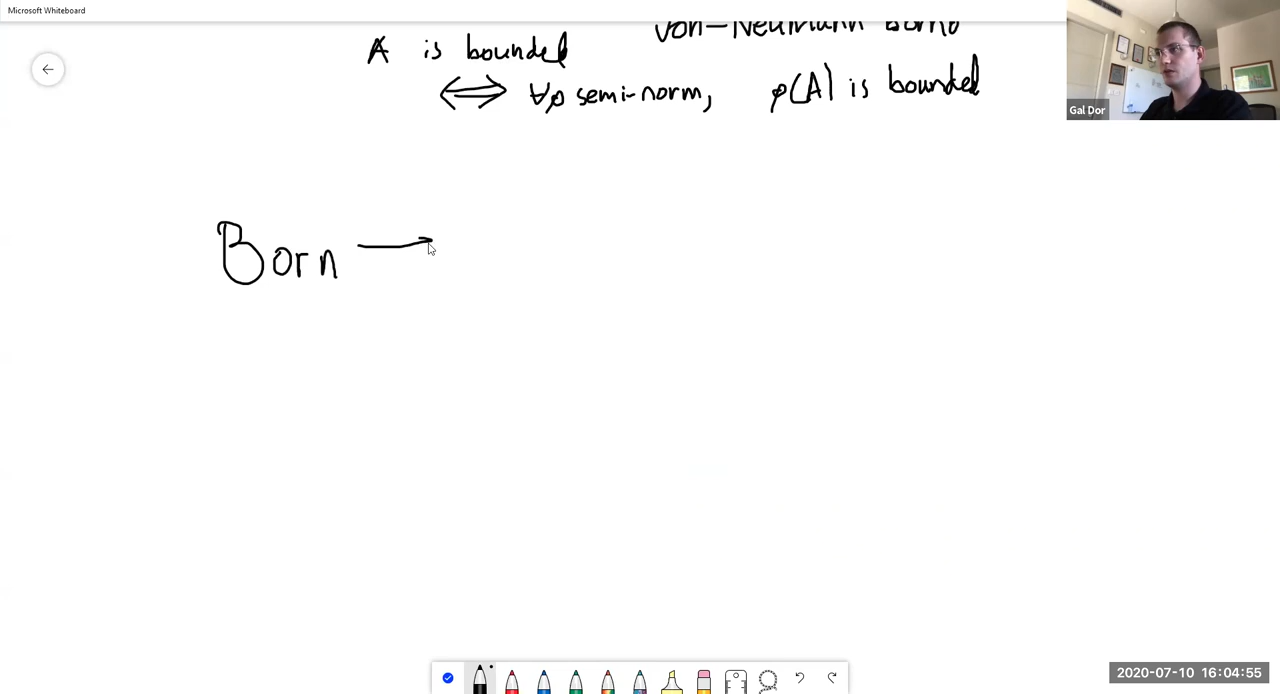 Microsoft Whiteboard
Von-Neumann
A is bounded
⟺ ∀p semi-norm, p(A) is bounded
Gal Dor
Born ⟶
2020-07-10 16:04:55